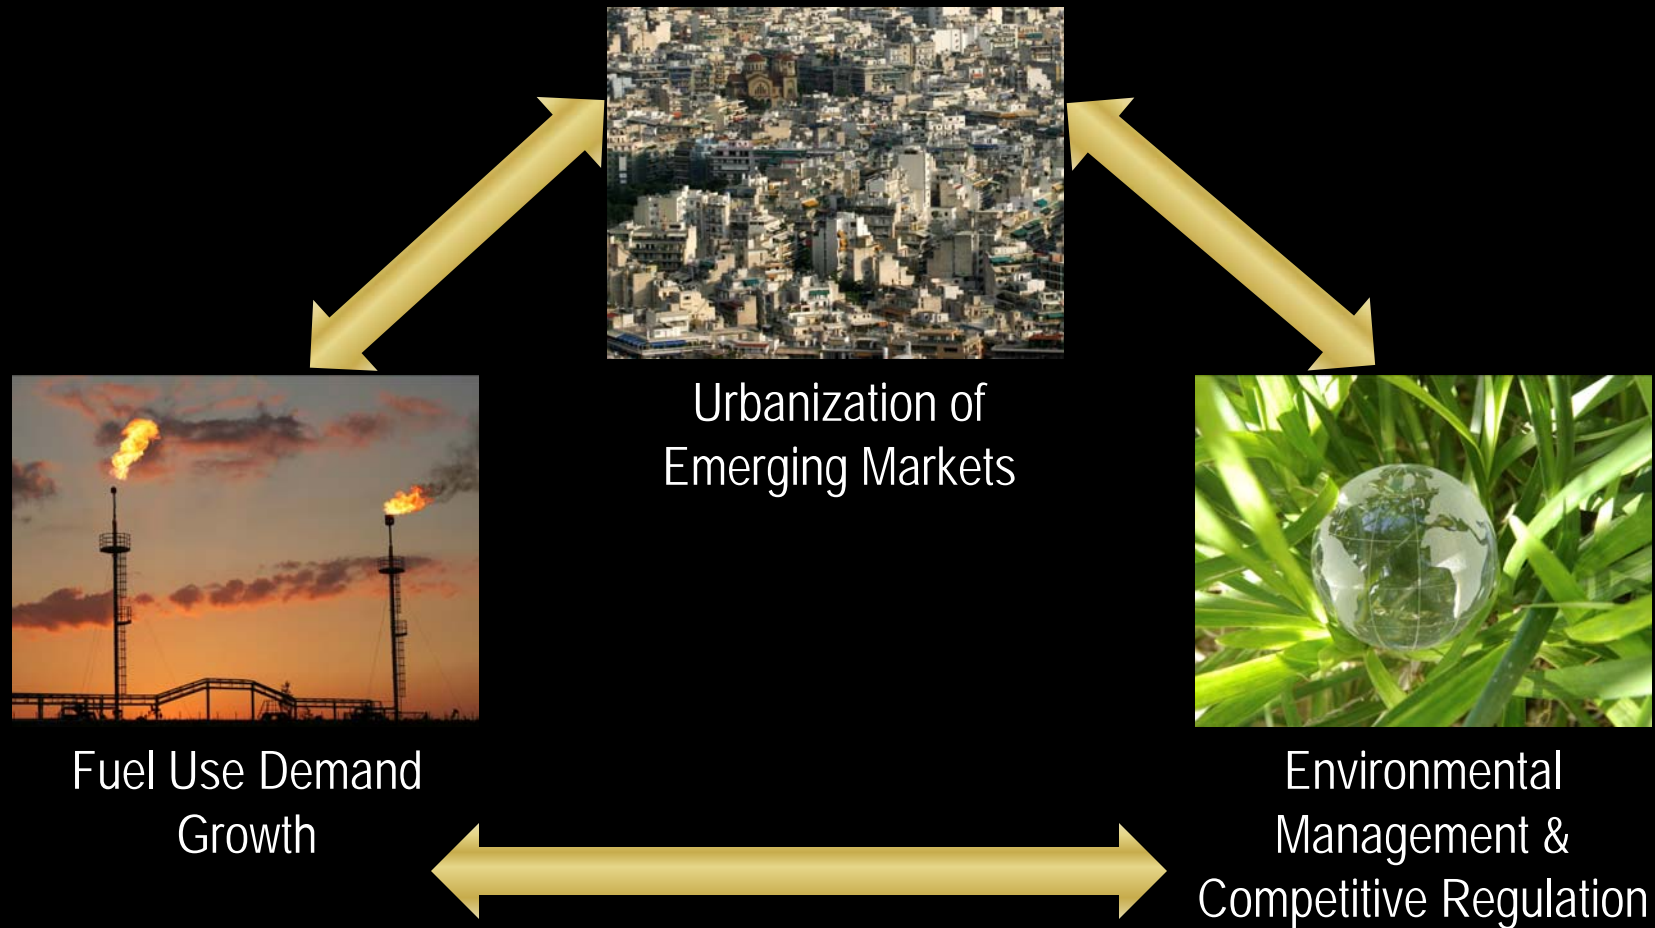 Urbanization of
Emerging Markets
Fuel Use Demand
Growth
Environmental
Management &
Competitive Regulation